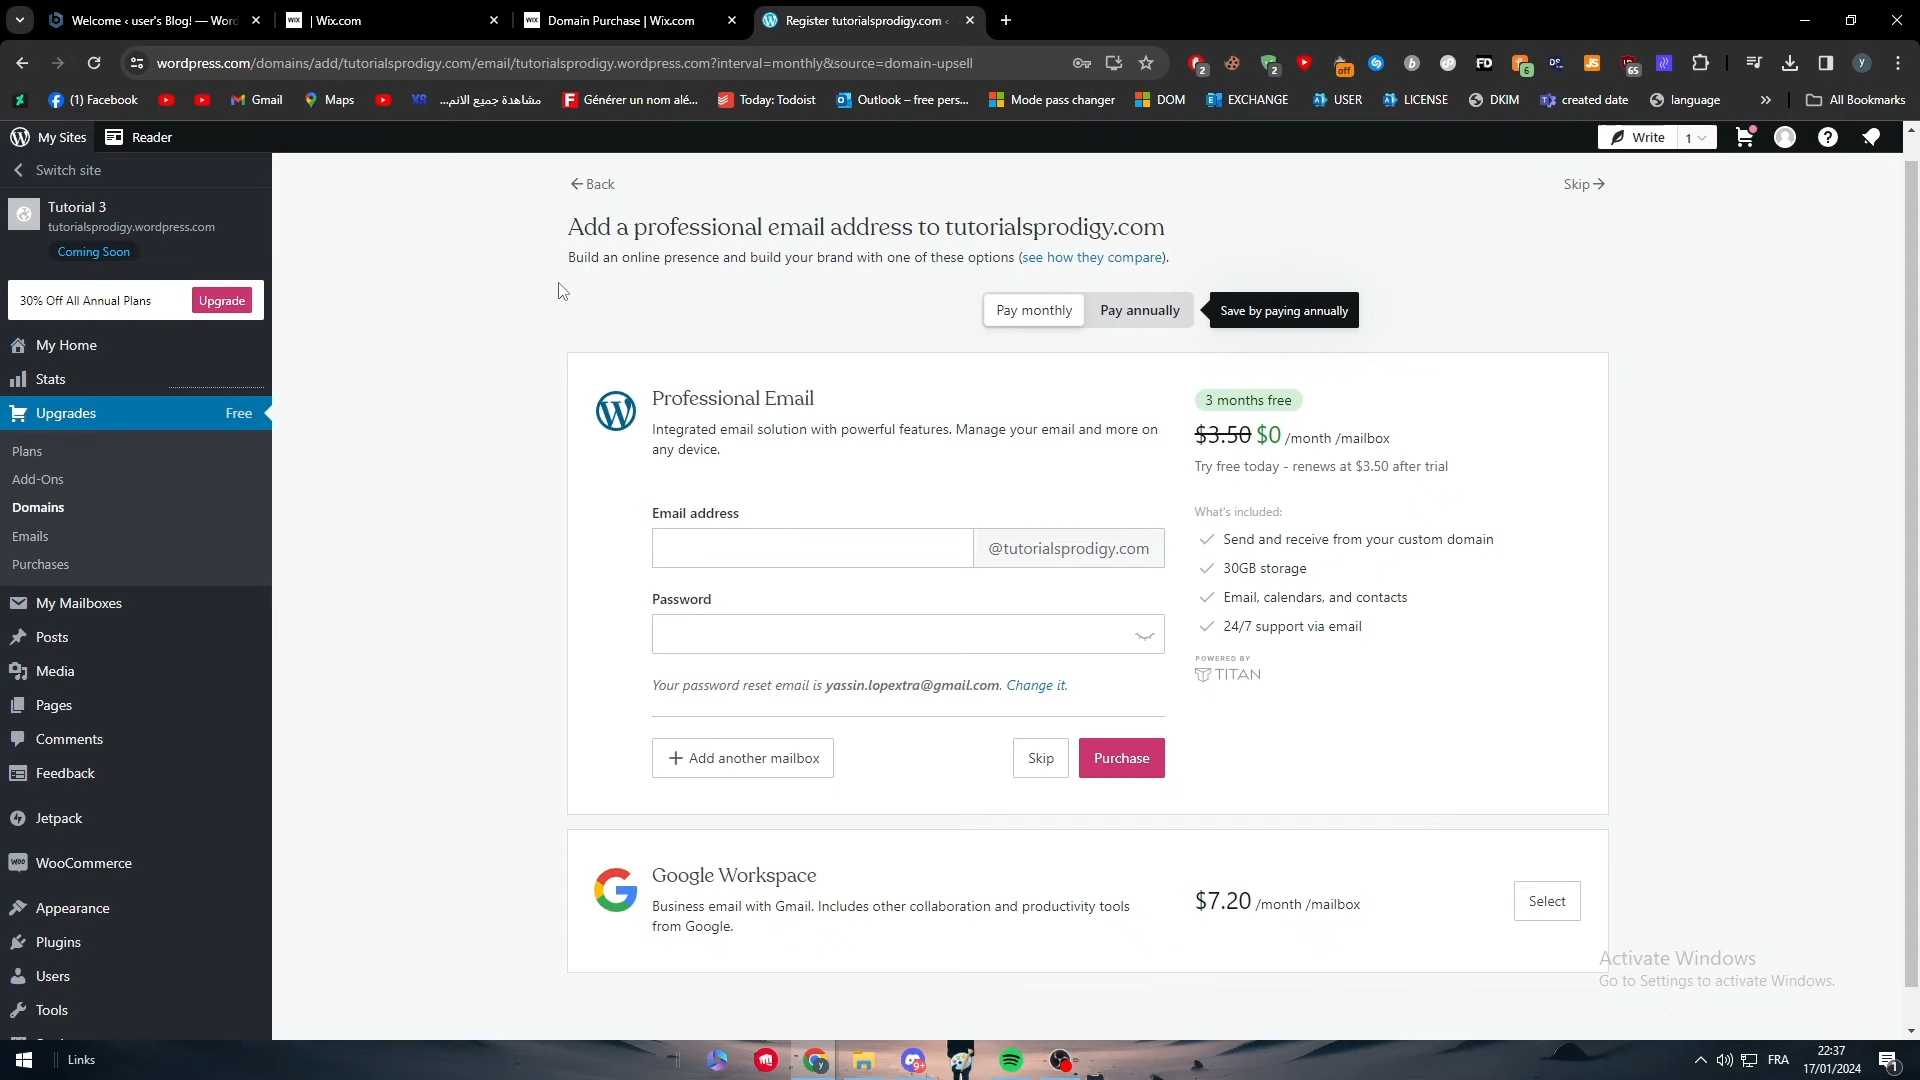 Welcome ‹ user's Blog! — Word
| Wix.com
Domain Purchase | Wix.com
Register tutorialsprodigy.com ‹
wordpress.com/domains/add/tutorialsprodigy.com/email/tutorialsprodigy.wordpress.com?interval=monthly&source=domain-upsell
(1) Facebook
Gmail
Maps
مشاهدة جميع الانم...
Générer un nom alé...
Today: Todoist
Outlook – free pers...
Mode pass changer
DOM
EXCHANGE
USER
LICENSE
DKIM
created date
language
All Bookmarks
My Sites
Reader
Write
1
Switch site
Tutorial 3
tutorialsprodigy.wordpress.com
Coming Soon
30% Off All Annual Plans
Upgrade
My Home
Stats
Upgrades
Free
Plans
Add-Ons
Domains
Emails
Purchases
My Mailboxes
Posts
Media
Pages
Comments
Feedback
Jetpack
WooCommerce
Appearance
Plugins
Users
Tools
Back
Skip
Add a professional email address to tutorialsprodigy.com
Build an online presence and build your brand with one of these options (see how they compare).
Pay monthly
Pay annually
Save by paying annually
Professional Email
Integrated email solution with powerful features. Manage your email and more on
any device.
Email address
@tutorialsprodigy.com
Password
Your password reset email is yassin.lopextra@gmail.com. Change it.
Add another mailbox
Skip
Purchase
3 months free
$3.50 $0 /month /mailbox
Try free today - renews at $3.50 after trial
What's included:
Send and receive from your custom domain
30GB storage
Email, calendars, and contacts
24/7 support via email
POWERED BY
TITAN
Google Workspace
Business email with Gmail. Includes other collaboration and productivity tools
from Google.
$7.20 /month /mailbox
Select
Activate Windows
Go to Settings to activate Windows.
Links
FRA
22:37
17/01/2024